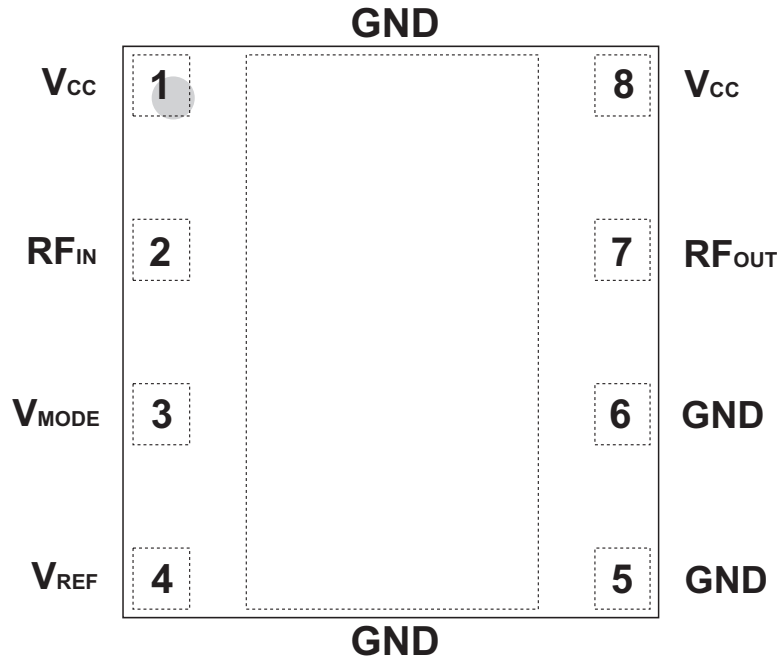 GND
VCC 1 8 VCC
RFIN 2 7 RFOUT
VMODE 3 6 GND
VREF 4 5 GND
GND